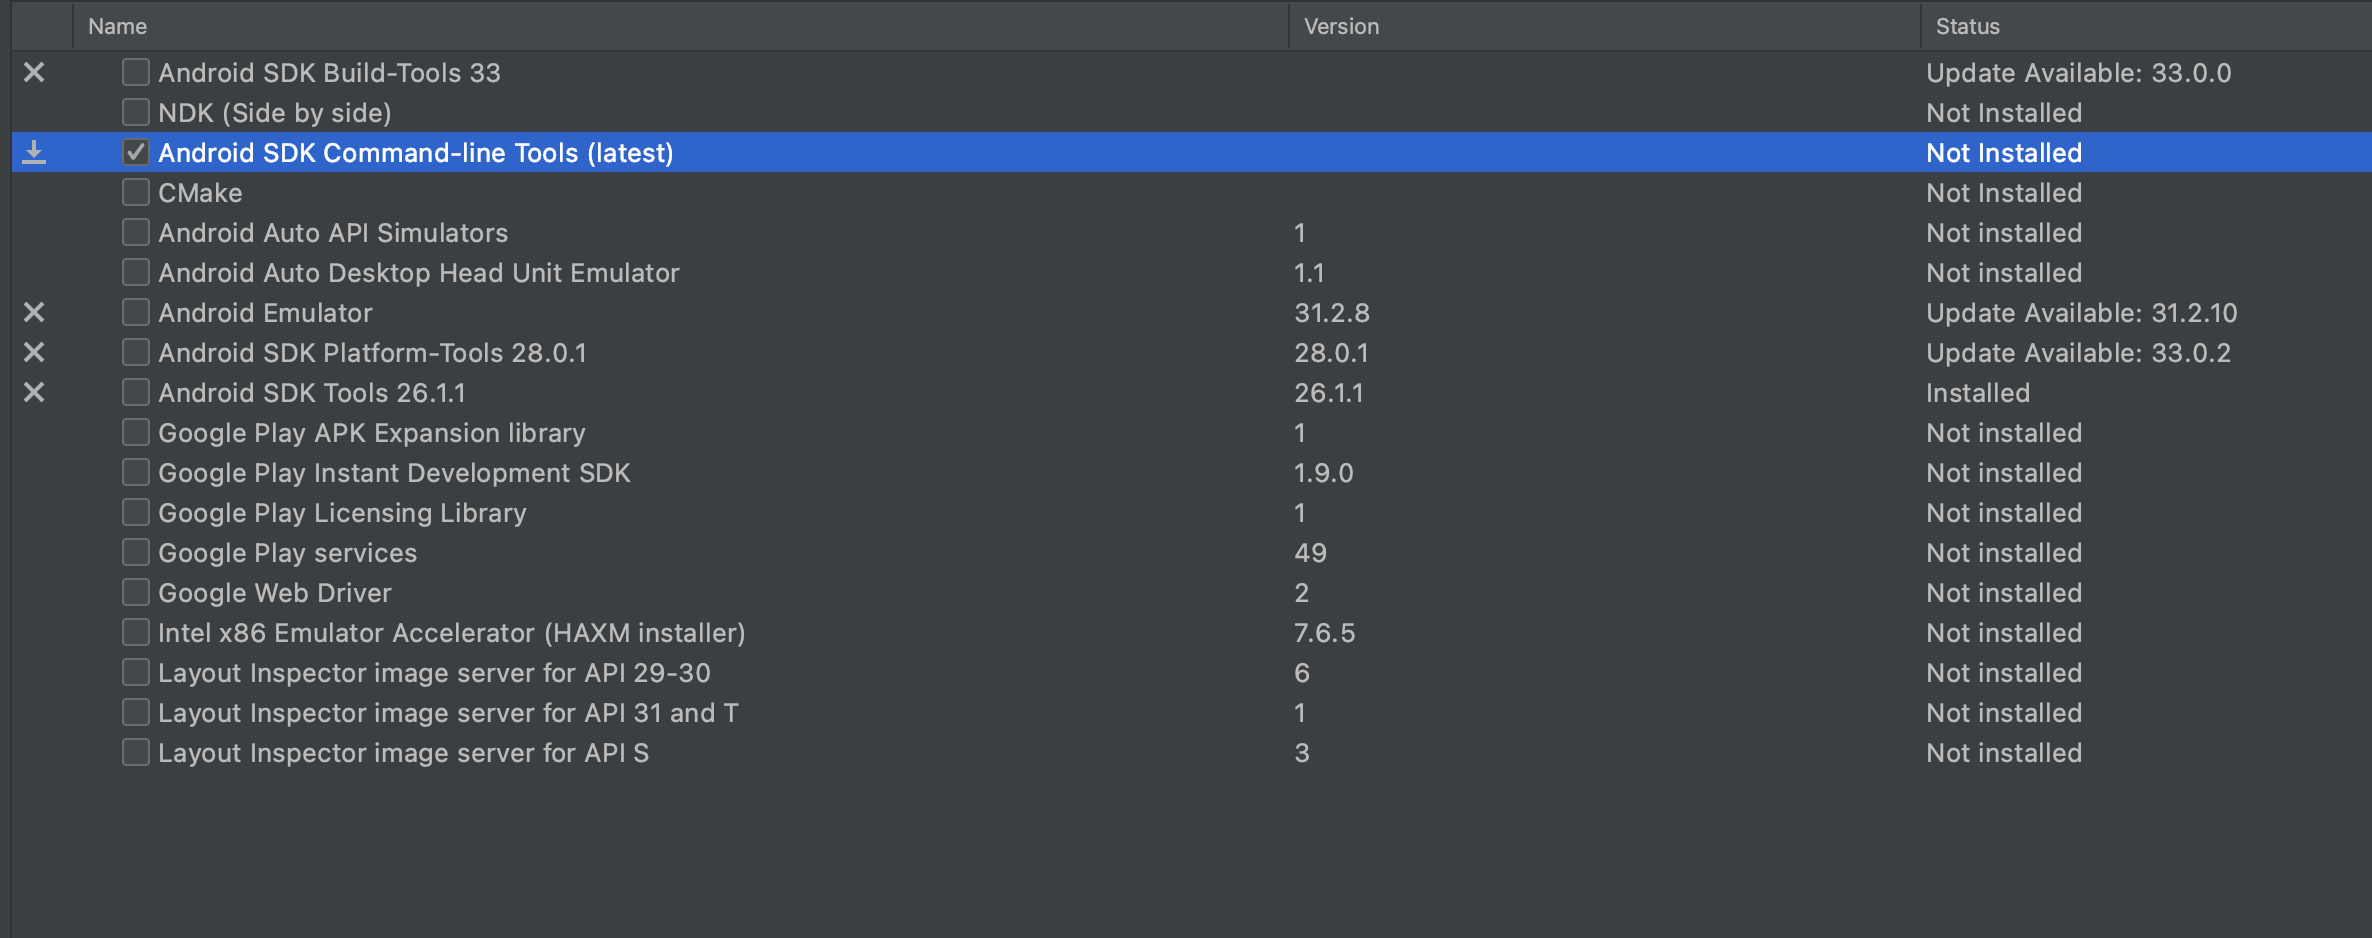 Name Version Status
Android SDK Build-Tools 33 Update Available: 33.0.0
NDK (Side by side) Not Installed
Android SDK Command-line Tools (latest) Not Installed
CMake Not Installed
Android Auto API Simulators 1 Not installed
Android Auto Desktop Head Unit Emulator 1.1 Not installed
Android Emulator 31.2.8 Update Available: 31.2.10
Android SDK Platform-Tools 28.0.1 28.0.1 Update Available: 33.0.2
Android SDK Tools 26.1.1 26.1.1 Installed
Google Play APK Expansion library 1 Not installed
Google Play Instant Development SDK 1.9.0 Not installed
Google Play Licensing Library 1 Not installed
Google Play services 49 Not installed
Google Web Driver 2 Not installed
Intel x86 Emulator Accelerator (HAXM installer) 7.6.5 Not installed
Layout Inspector image server for API 29-30 6 Not installed
Layout Inspector image server for API 31 and T 1 Not installed
Layout Inspector image server for API S 3 Not installed